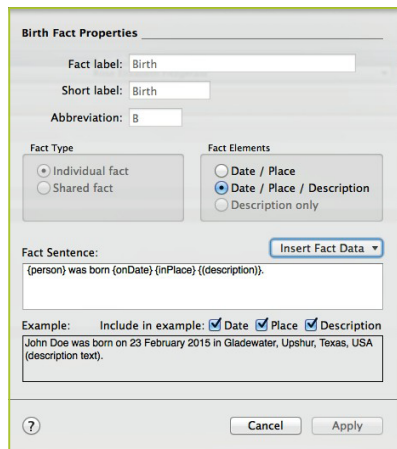 Birth Fact Properties
Fact label: Birth
Short label: Birth
Abbreviation: B
Fact Type
Individual fact
Shared fact
Fact Elements
Date / Place
Date / Place / Description
Description only
Fact Sentence:
Insert Fact Data
{person} was born {onDate} {inPlace} {(description)}.
Example: Include in example: Date Place Description
John Doe was born on 23 February 2015 in Gladewater, Upshur, Texas, USA
(description text).
? Cancel Apply